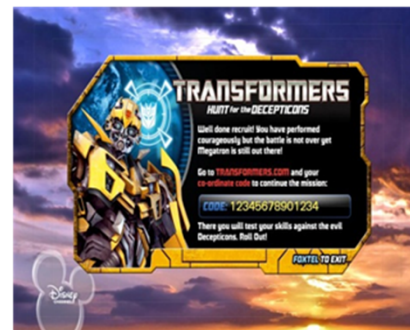 TRANSFORMERS
HUNT for the DECEPTICONS
Well done recruit! You have performed
courageously but the battle is not over yet
Megatron is still out there!
Go to TRANSFORMERS.COM and your
co-ordinate code to continue the mission:
CODE: 12345678901234
There you will test your skills against the evil
Decepticons. Roll Out!
FOXTEL TO EXIT
Disney
CHANNEL